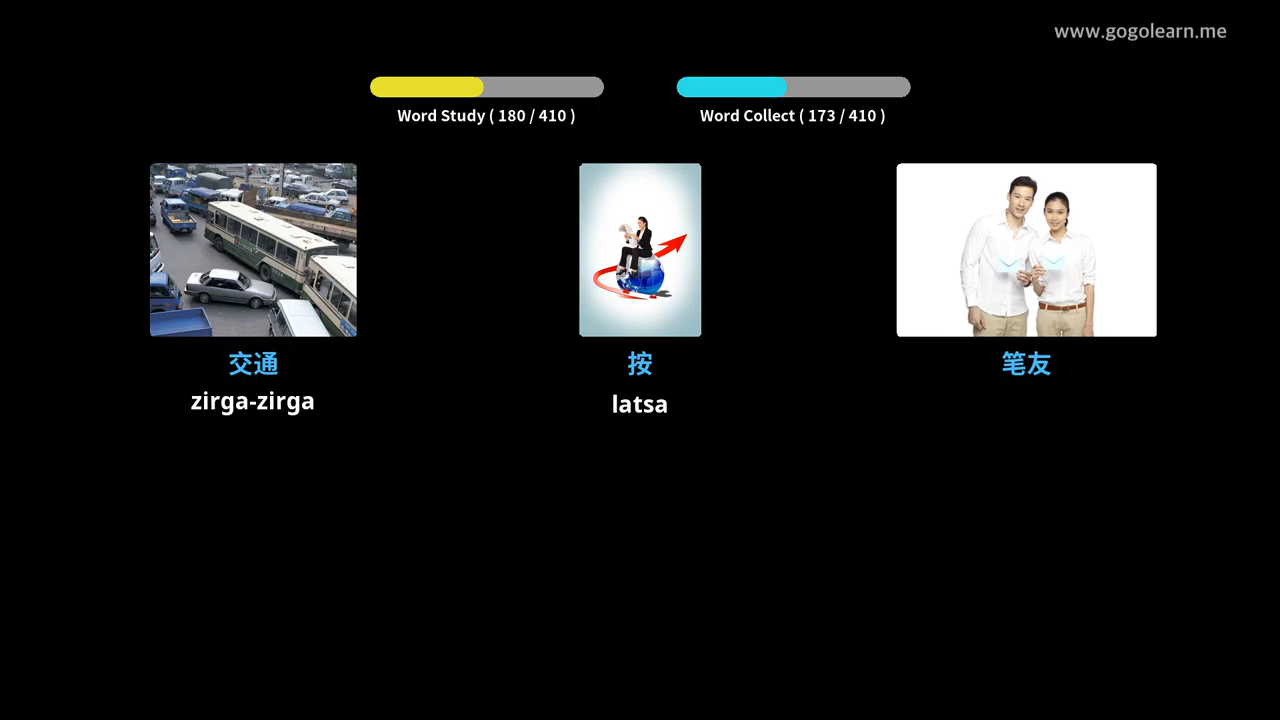 www.gogolearn.me
Word Study ( 180 / 410 )
Word Collect ( 173 / 410 )
交通
按
笔友
zirga-zirga
latsa